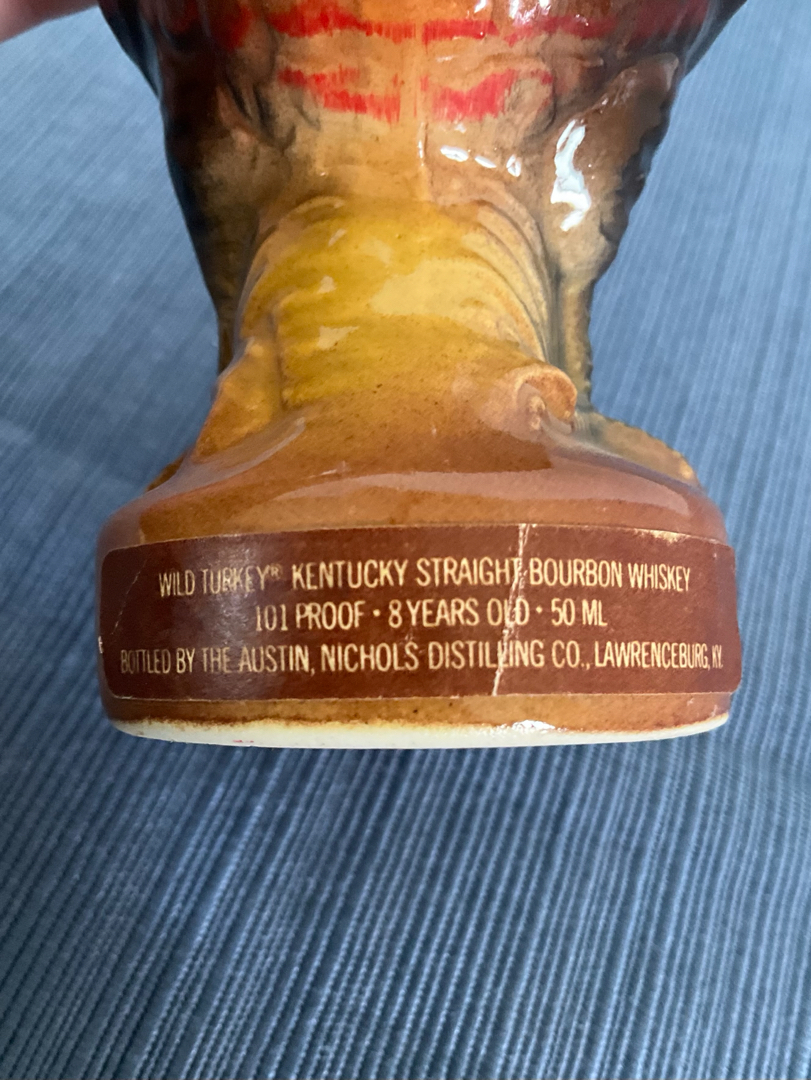 WILD TURKEY® KENTUCKY STRAIGHT BOURBON WHISKEY
101 PROOF • 8 YEARS OLD • 50 ML
BOTTLED BY THE AUSTIN, NICHOLS DISTILLING CO., LAWRENCEBURG, KY.